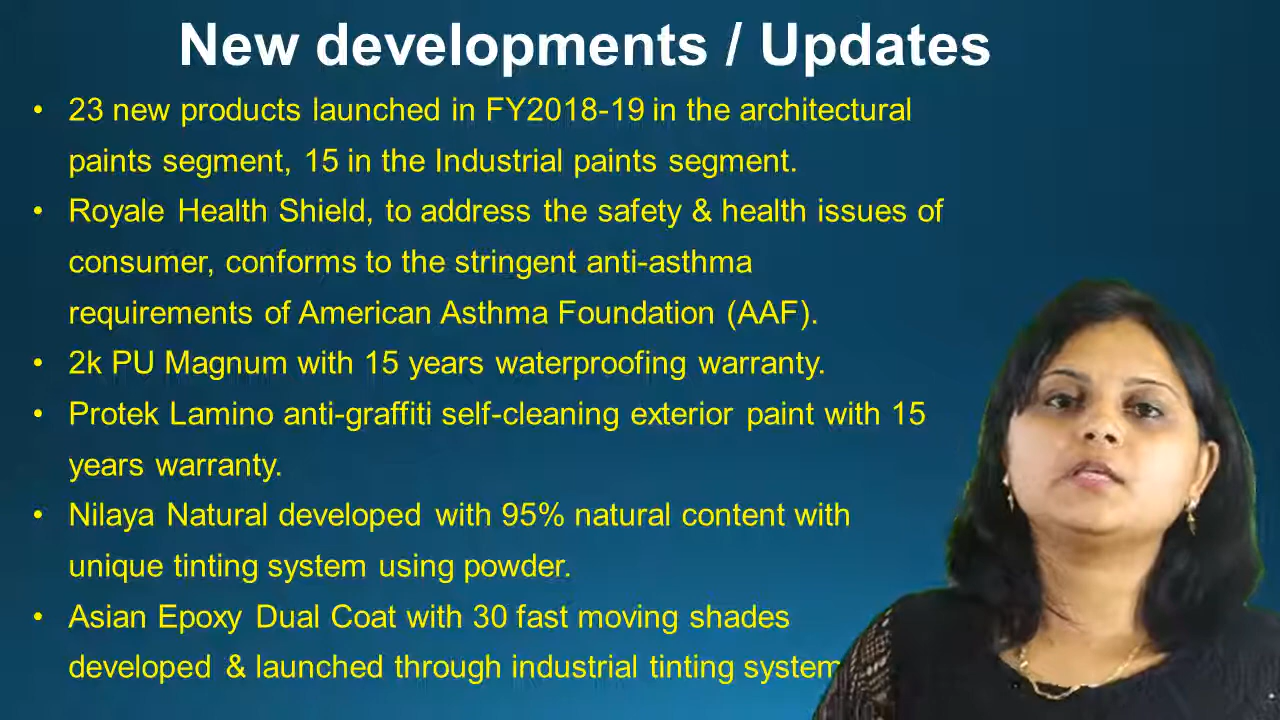 New developments / Updates
• 23 new products launched in FY2018-19 in the architectural
paints segment, 15 in the Industrial paints segment.
• Royale Health Shield, to address the safety & health issues of
consumer, conforms to the stringent anti-asthma
requirements of American Asthma Foundation (AAF).
• 2k PU Magnum with 15 years waterproofing warranty.
• Protek Lamino anti-graffiti self-cleaning exterior paint with 15
years warranty.
• Nilaya Natural developed with 95% natural content with
unique tinting system using powder.
• Asian Epoxy Dual Coat with 30 fast moving shades
developed & launched through industrial tinting system